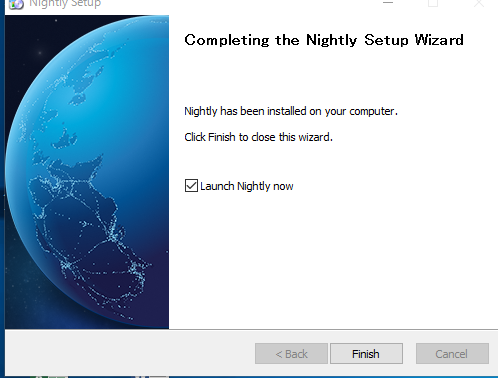 Nightly Setup
Completing the Nightly Setup Wizard
Nightly has been installed on your computer.
Click Finish to close this wizard.
Launch Nightly now
< Back
Finish
Cancel